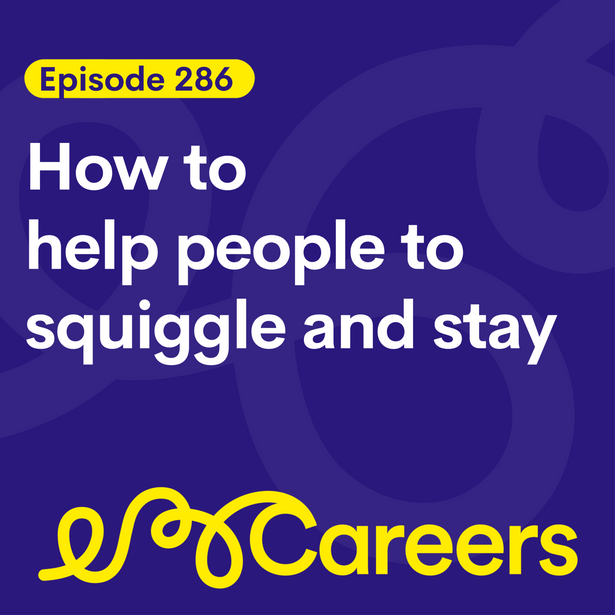 Episode 286
How to
help people to
squiggle and stay
Careers